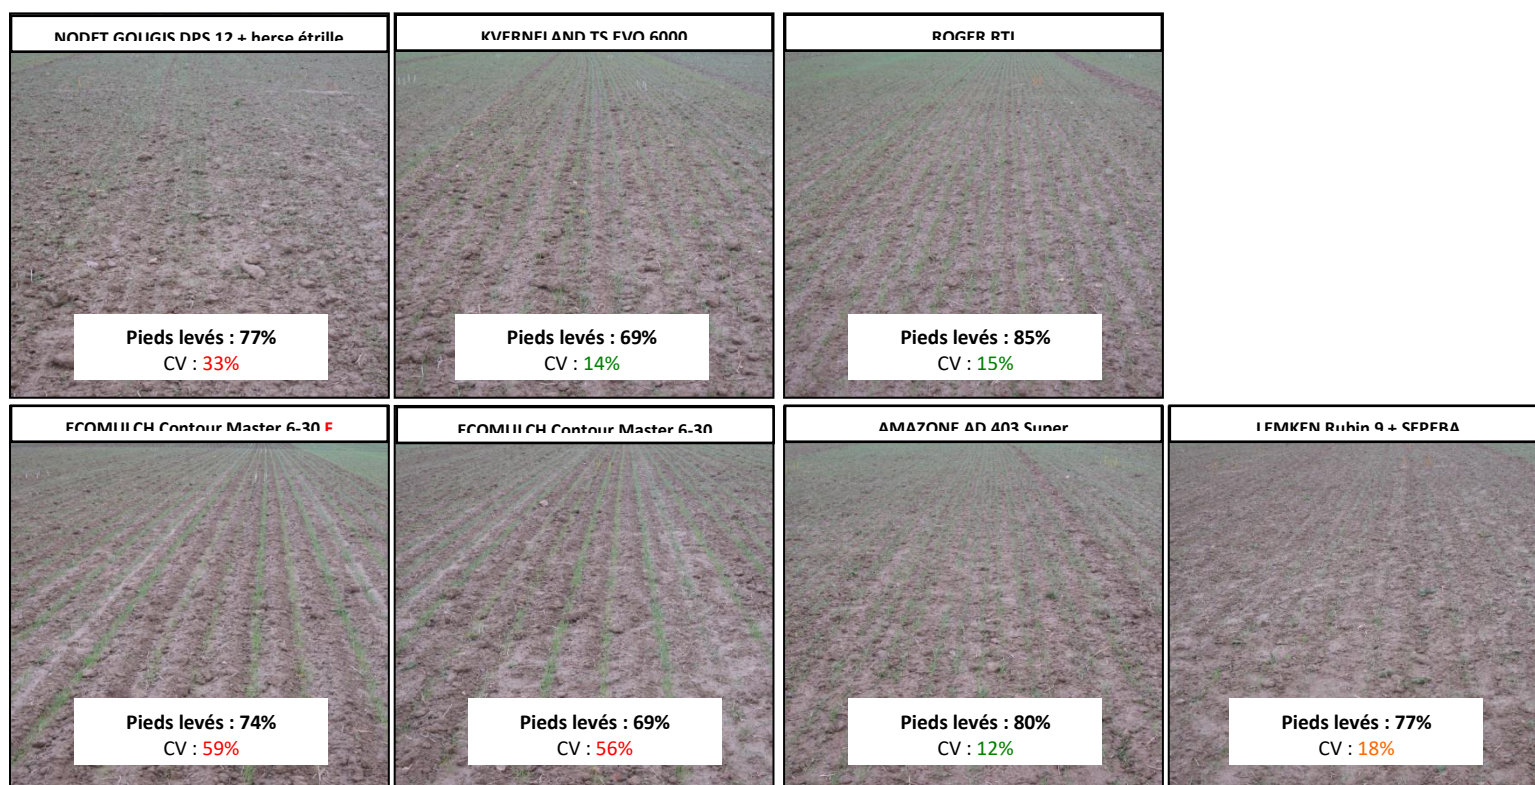 NODET GOUGIS DPS 12 + herse étrille
Pieds levés : 77%
CV : 33%
KVERNELAND TS EVO 6000
Pieds levés : 69%
CV : 14%
ROGER RTL
Pieds levés : 85%
CV : 15%
ECOMULCH Contour Master 6-30 F
Pieds levés : 74%
CV : 59%
ECOMULCH Contour Master 6-30
Pieds levés : 69%
CV : 56%
AMAZONE AD 403 Super
Pieds levés : 80%
CV : 12%
LEMKEN Rubin 9 + SEPEBA
Pieds levés : 77%
CV : 18%